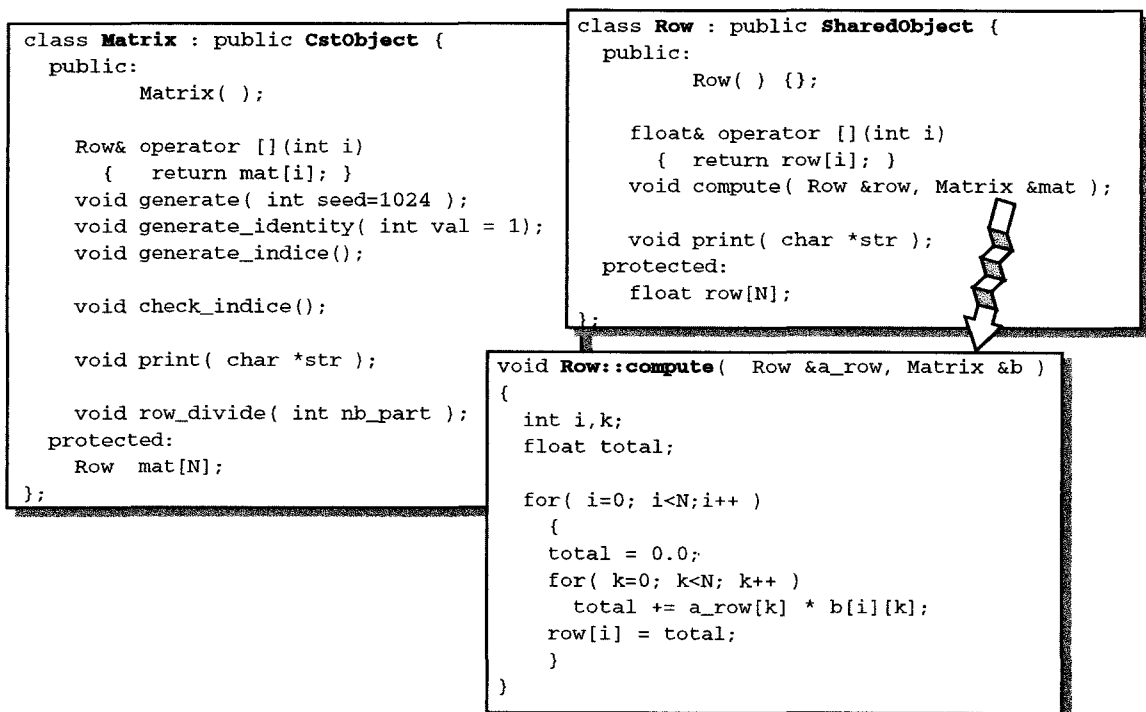 class Matrix : public CstObject {
public:
Matrix( );
Row& operator [](int i)
{ return mat[i]; }
void generate( int seed=1024 );
void generate_identity( int val = 1);
void generate_indice();
void check_indice();
void print( char *str );
void row_divide( int nb_part );
protected:
Row mat[N];
};
class Row : public SharedObject {
public:
Row( ) {};
float& operator [](int i)
{ return row[i]; }
void compute( Row &row, Matrix &mat );
void print( char *str );
protected:
float row[N];
};
void Row::compute( Row &a_row, Matrix &b )
{
int i,k;
float total;
for( i=0; i<N;i++ )
{
total = 0.0;
for( k=0; k<N; k++ )
total += a_row[k] * b[i][k];
row[i] = total;
}
}